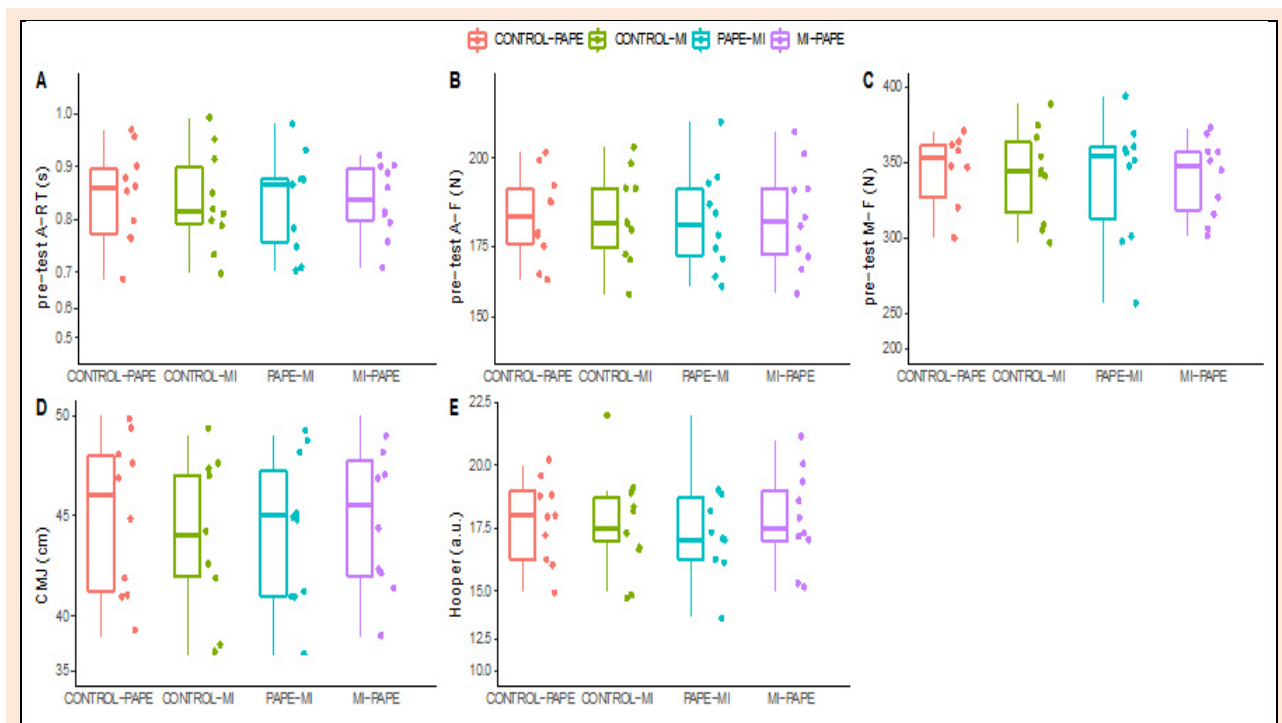 CONTROL-PAPE CONTROL-MI PAPE-MI MI-PAPE
A
pre-test A-RT (s)
1.0
0.9
0.8
0.7
0.6
0.5
CONTROL-PAPE CONTROL-MI PAPE-MI MI-PAPE
B
pre-test A-F (N)
200
175
150
CONTROL-PAPE CONTROL-MI PAPE-MI MI-PAPE
C
pre-test M-F (N)
400
350
300
250
200
CONTROL-PAPE CONTROL-MI PAPE-MI MI-PAPE
D
CMJ (cm)
50
45
40
35
CONTROL-PAPE CONTROL-MI PAPE-MI MI-PAPE
E
Hooper (a.u.)
22.5
20.0
17.5
15.0
12.5
10.0
CONTROL-PAPE CONTROL-MI PAPE-MI MI-PAPE